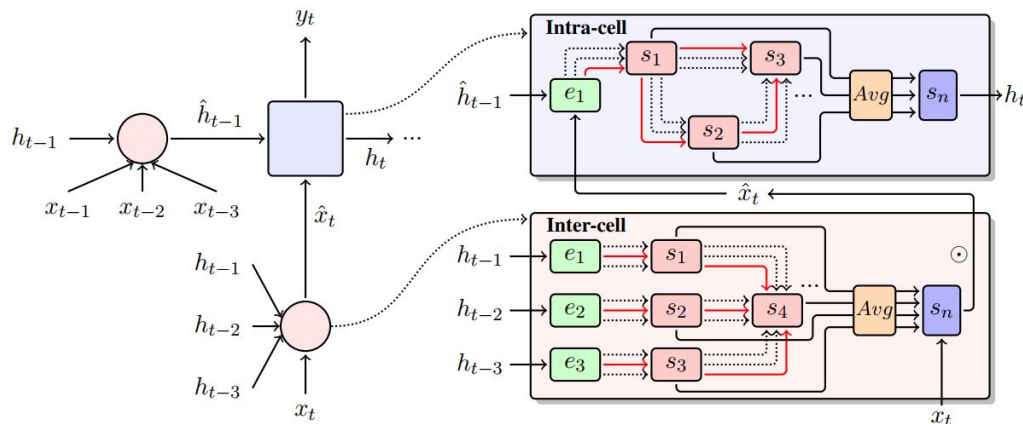 y_t
ĥ_{t-1}
h_{t-1}
h_t
...
x_{t-1} x_{t-2} x_{t-3}
x̂_t
h_{t-1}
h_{t-2}
h_{t-3}
x_t
Intra-cell
ĥ_{t-1}
e_1
s_1
s_3
s_2
...
Avg
s_n
h_t
x̂_t
Inter-cell
⊙
h_{t-1} e_1 s_1
...
h_{t-2} e_2 s_2 s_4 Avg s_n
h_{t-3} e_3 s_3
x_t